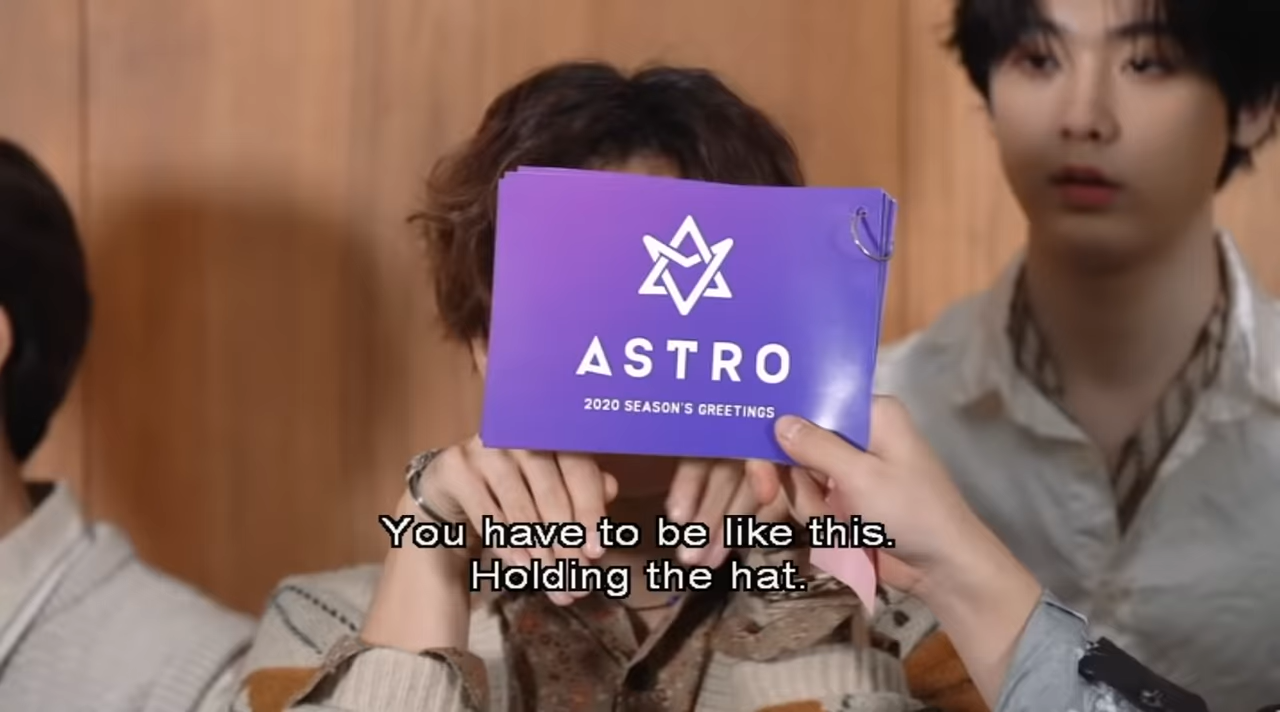 ASTRO
2020 SEASON'S GREETINGS
You have to be like this.
Holding the hat.